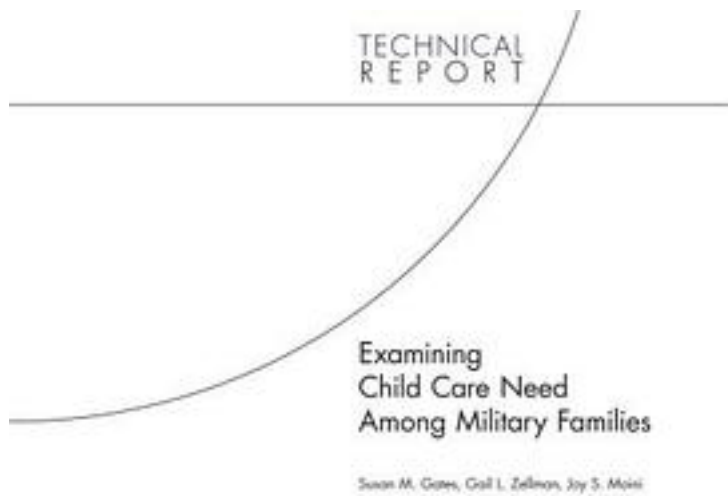 TECHNICAL
REPORT
Examining
Child Care Need
Among Military Families
Susan M. Gates, Gail L. Zellman, Joy S. Moini